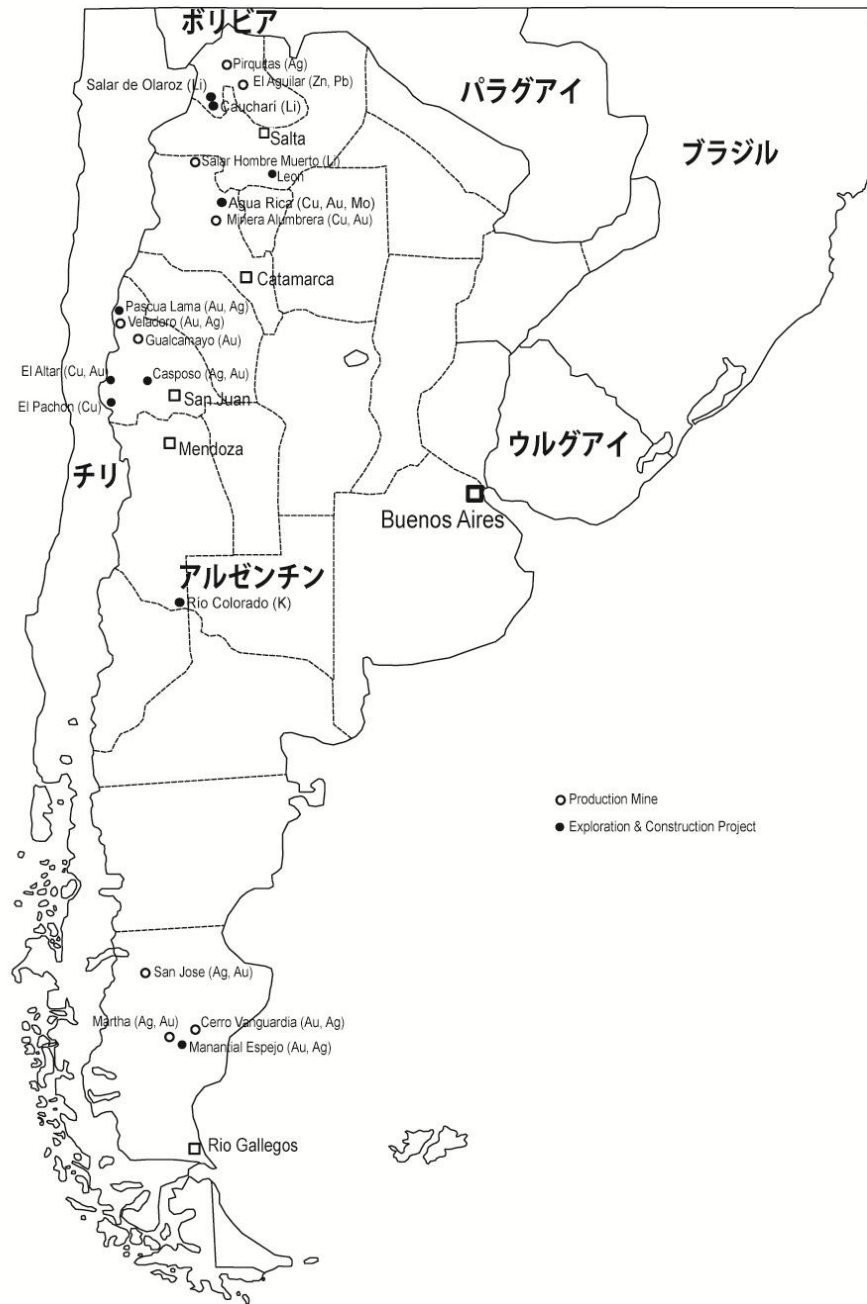 ボリビア
Pirquitas (Ag)
El Aguilar (Zn, Pb)
Salar de Olaroz (Li)
Cauchari (Li)
パラグアイ
Salta
ブラジル
Salar Hombre Muerto (Li)
Leon
Agua Rica (Cu, Au, Mo)
Minera Alumbrera (Cu, Au)
Catamarca
Pascua Lama (Au, Ag)
Veladero (Au, Ag)
Gualcamayo (Au)
El Altar (Cu, Au)
Casposo (Ag, Au)
San Juan
El Pachon (Cu)
Mendoza
ウルグアイ
チリ
Buenos Aires
アルゼンチン
Rio Colorado (K)
Production Mine
Exploration & Construction Project
San Jose (Ag, Au)
Martha (Ag, Au)
Cerro Vanguardia (Au, Ag)
Manantial Espejo (Au, Ag)
Rio Gallegos